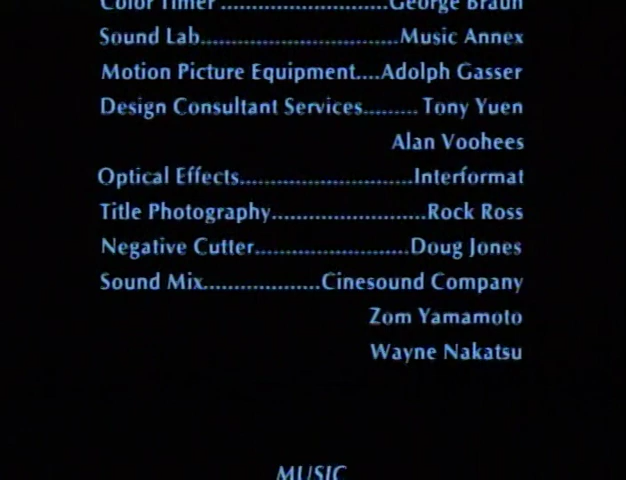 Color Timer ..............................George Braun
Sound Lab...................................Music Annex
Motion Picture Equipment....Adolph Gasser
Design Consultant Services......... Tony Yuen
Alan Voohees
Optical Effects...............................Interformat
Title Photography...........................Rock Ross
Negative Cutter...........................Doug Jones
Sound Mix....................Cinesound Company
Zom Yamamoto
Wayne Nakatsu
MUSIC